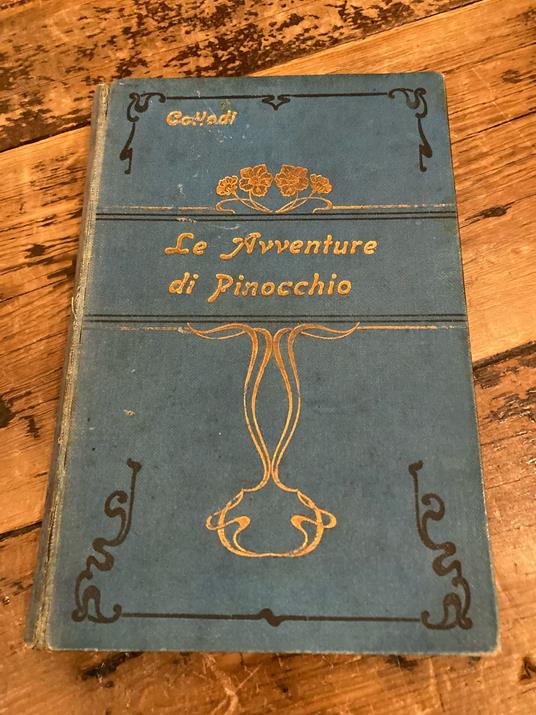 Collodi
Le Avventure
di Pinocchio